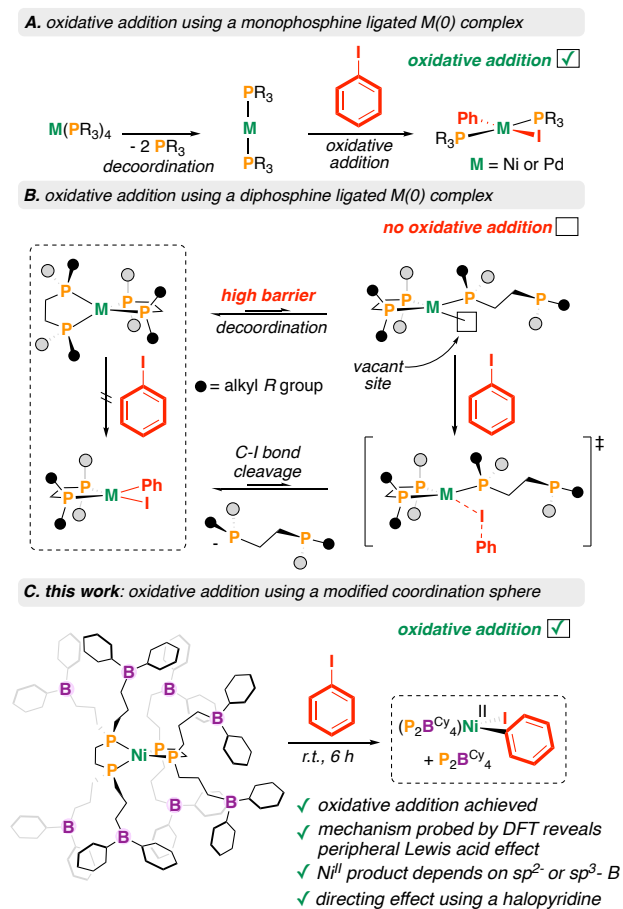 A. oxidative addition using a monophosphine ligated M(0) complex
oxidative addition ✓
M(PR3)4
- 2 PR3
decoordination
PR3
M
PR3
I
oxidative
addition
Ph
M
PR3
R3P
I
M = Ni or Pd
B. oxidative addition using a diphosphine ligated M(0) complex
no oxidative addition
P
P
M
P
P
high barrier
decoordination
P
P
M
P
P
vacant
site
I
= alkyl R group
I
P
P
M
Ph
I
C-I bond
cleavage
-
P
P
P
P
M
P
P
I
Ph
‡
C. this work: oxidative addition using a modified coordination sphere
oxidative addition ✓
B
B
B
B
P
P
Ni
P
P
B
B
B
B
I
r.t., 6 h
II
(P2BCy4)Ni
I
+ P2BCy4
✓ oxidative addition achieved
✓ mechanism probed by DFT reveals
peripheral Lewis acid effect
✓ NiII product depends on sp2- or sp3- B
✓ directing effect using a halopyridine